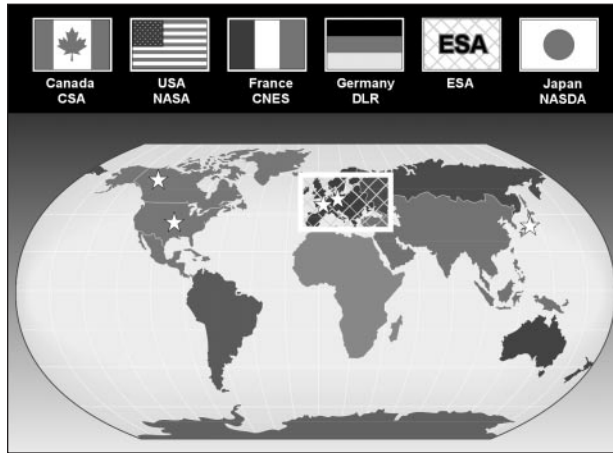 ESA
Canada
CSA
USA
NASA
France
CNES
Germany
DLR
ESA
Japan
NASDA